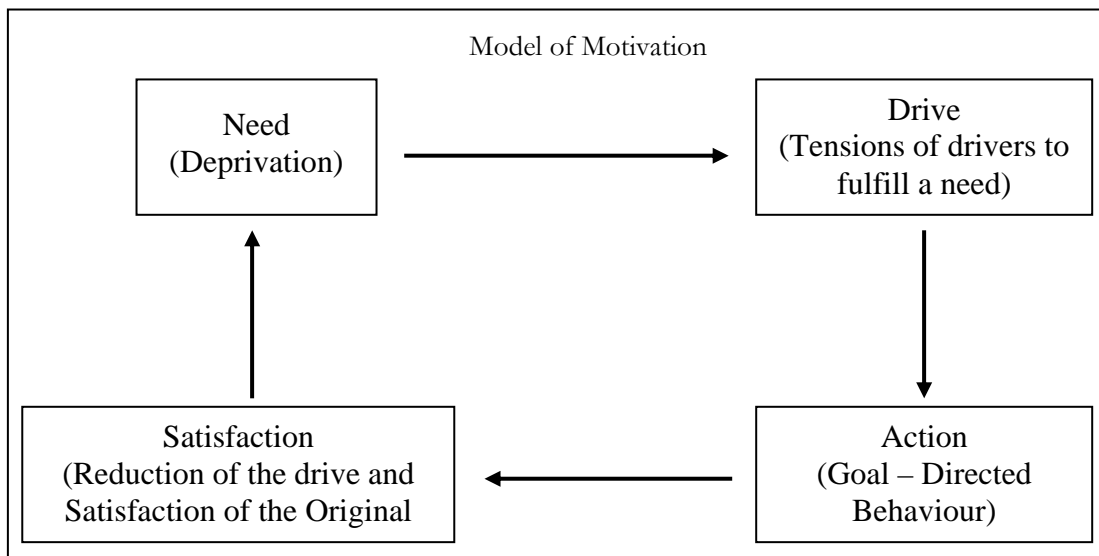 Model of Motivation
Need
(Deprivation)
Drive
(Tensions of drivers to
fulfill a need)
Satisfaction
(Reduction of the drive and
Satisfaction of the Original
Action
(Goal – Directed
Behaviour)